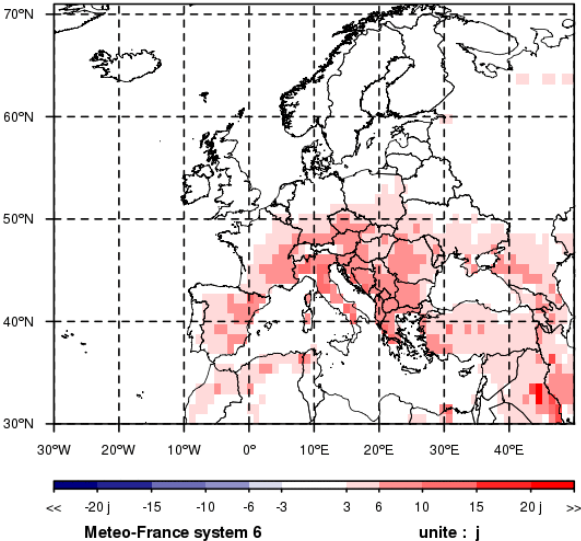 70°N
60°N
50°N
40°N
30°N
30°W 20°W 10°W 0° 10°E 20°E 30°E 40°E
<< -20 j -15 -10 -6 -3 3 6 10 15 20 j >>
Meteo-France system 6 unite : j